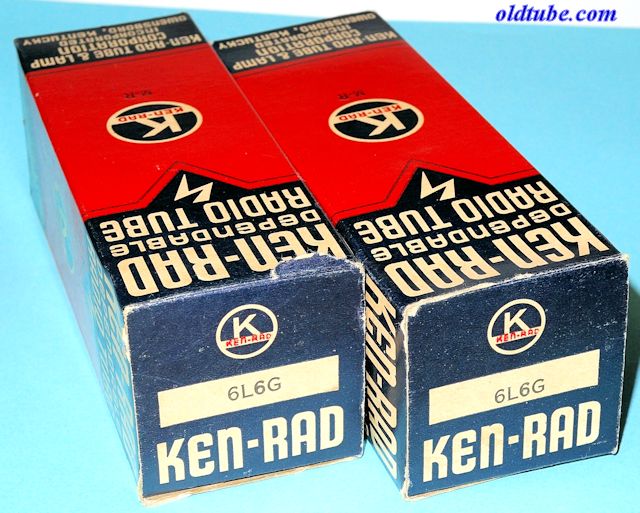 oldtube.com
KEN-RAD TUBE & LAMP
CORPORATION
OWENSBORO, KENTUCKY
M-R
K
KEN-RAD
KEN-RAD
DEPENDABLE
RADIO TUBE
K
KEN-RAD
6L6G
KEN-RAD
KEN-RAD TUBE & LAMP
CORPORATION
OWENSBORO, KENTUCKY
M-R
K
KEN-RAD
KEN-RAD
DEPENDABLE
RADIO TUBE
KEN-RAD
K
KEN-RAD
6L6G
KEN-RAD